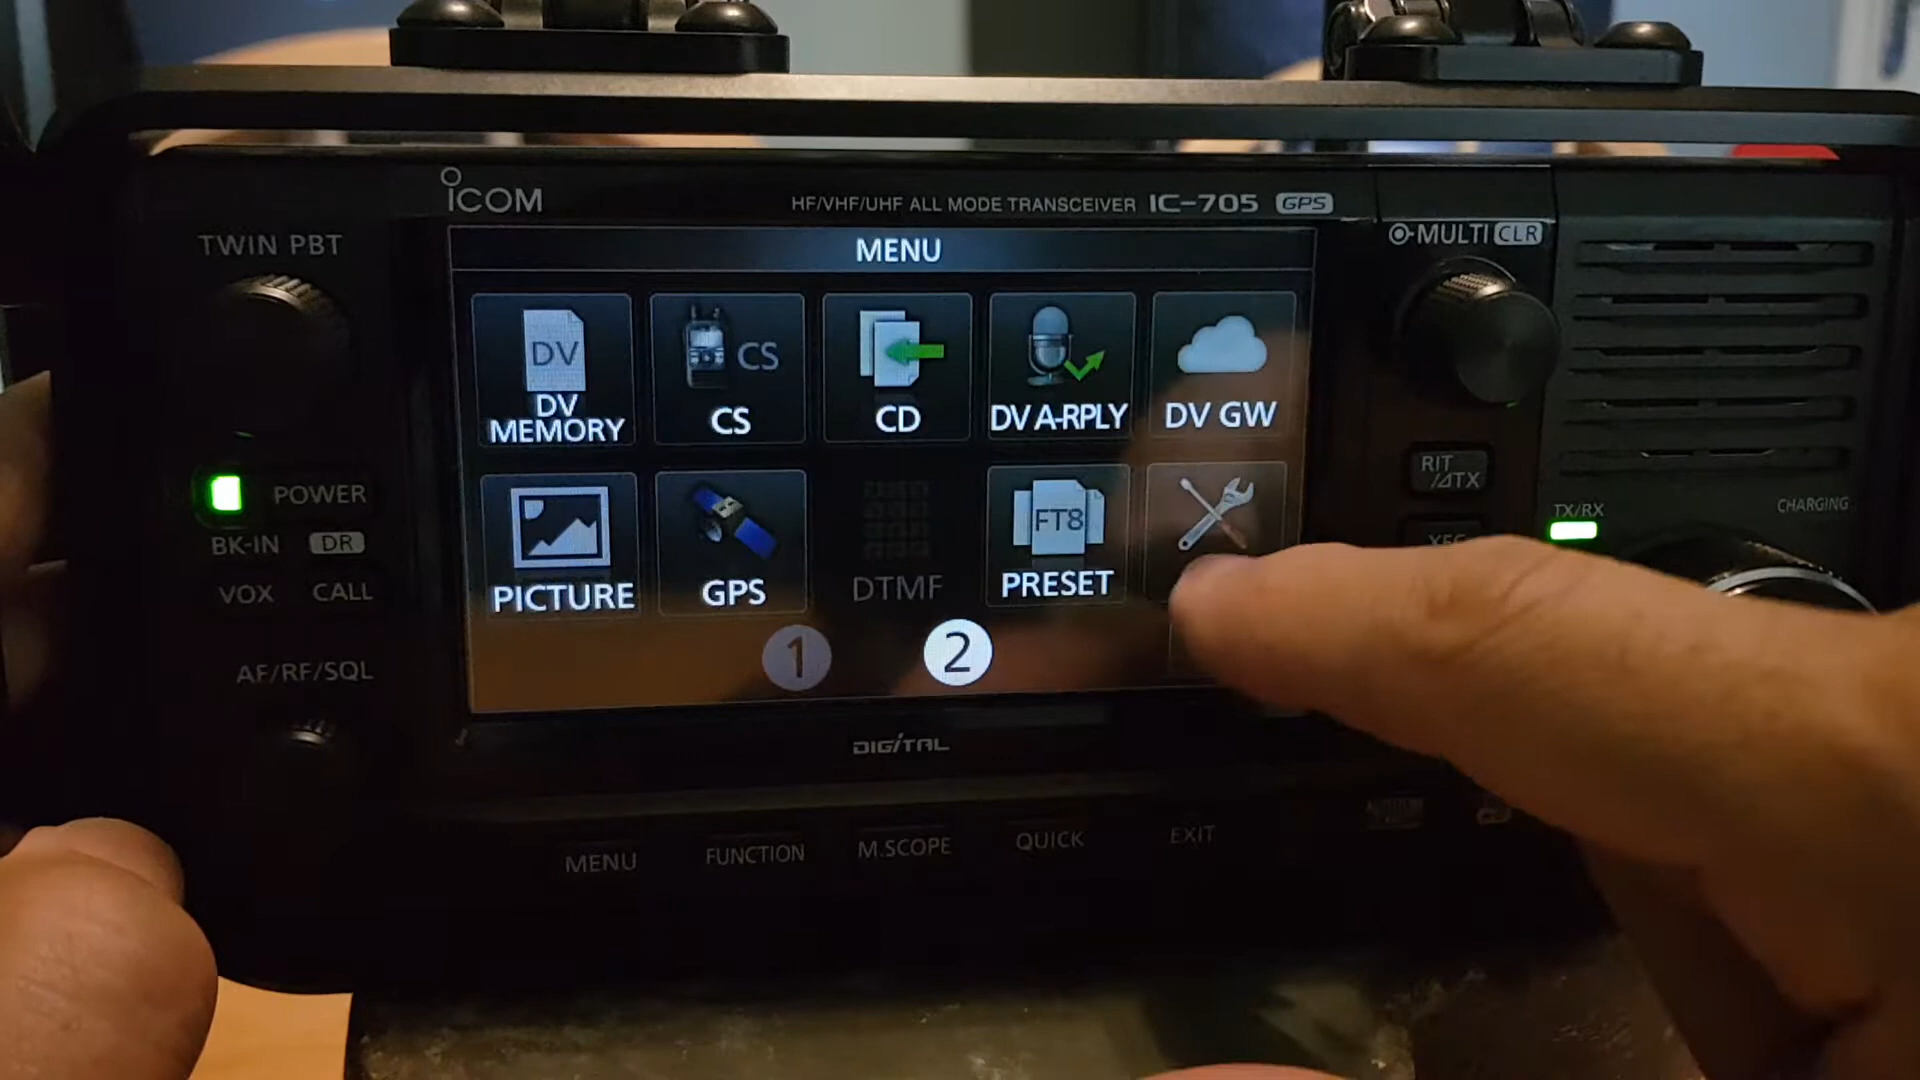 ICOM
HF/VHF/UHF ALL MODE TRANSCEIVER IC-705 GPS
TWIN PBT
MULTI CLR
MENU
DV
CS
DV MEMORY
CS
CD
DV A-RPLY
DV GW
FT8
PICTURE
GPS
DTMF
PRESET
1
2
POWER
BK-IN
DR
VOX
CALL
AF/RF/SQL
RIT
/⊿TX
TX/RX
CHARGING
DIGITAL
MENU
FUNCTION
M.SCOPE
QUICK
EXIT